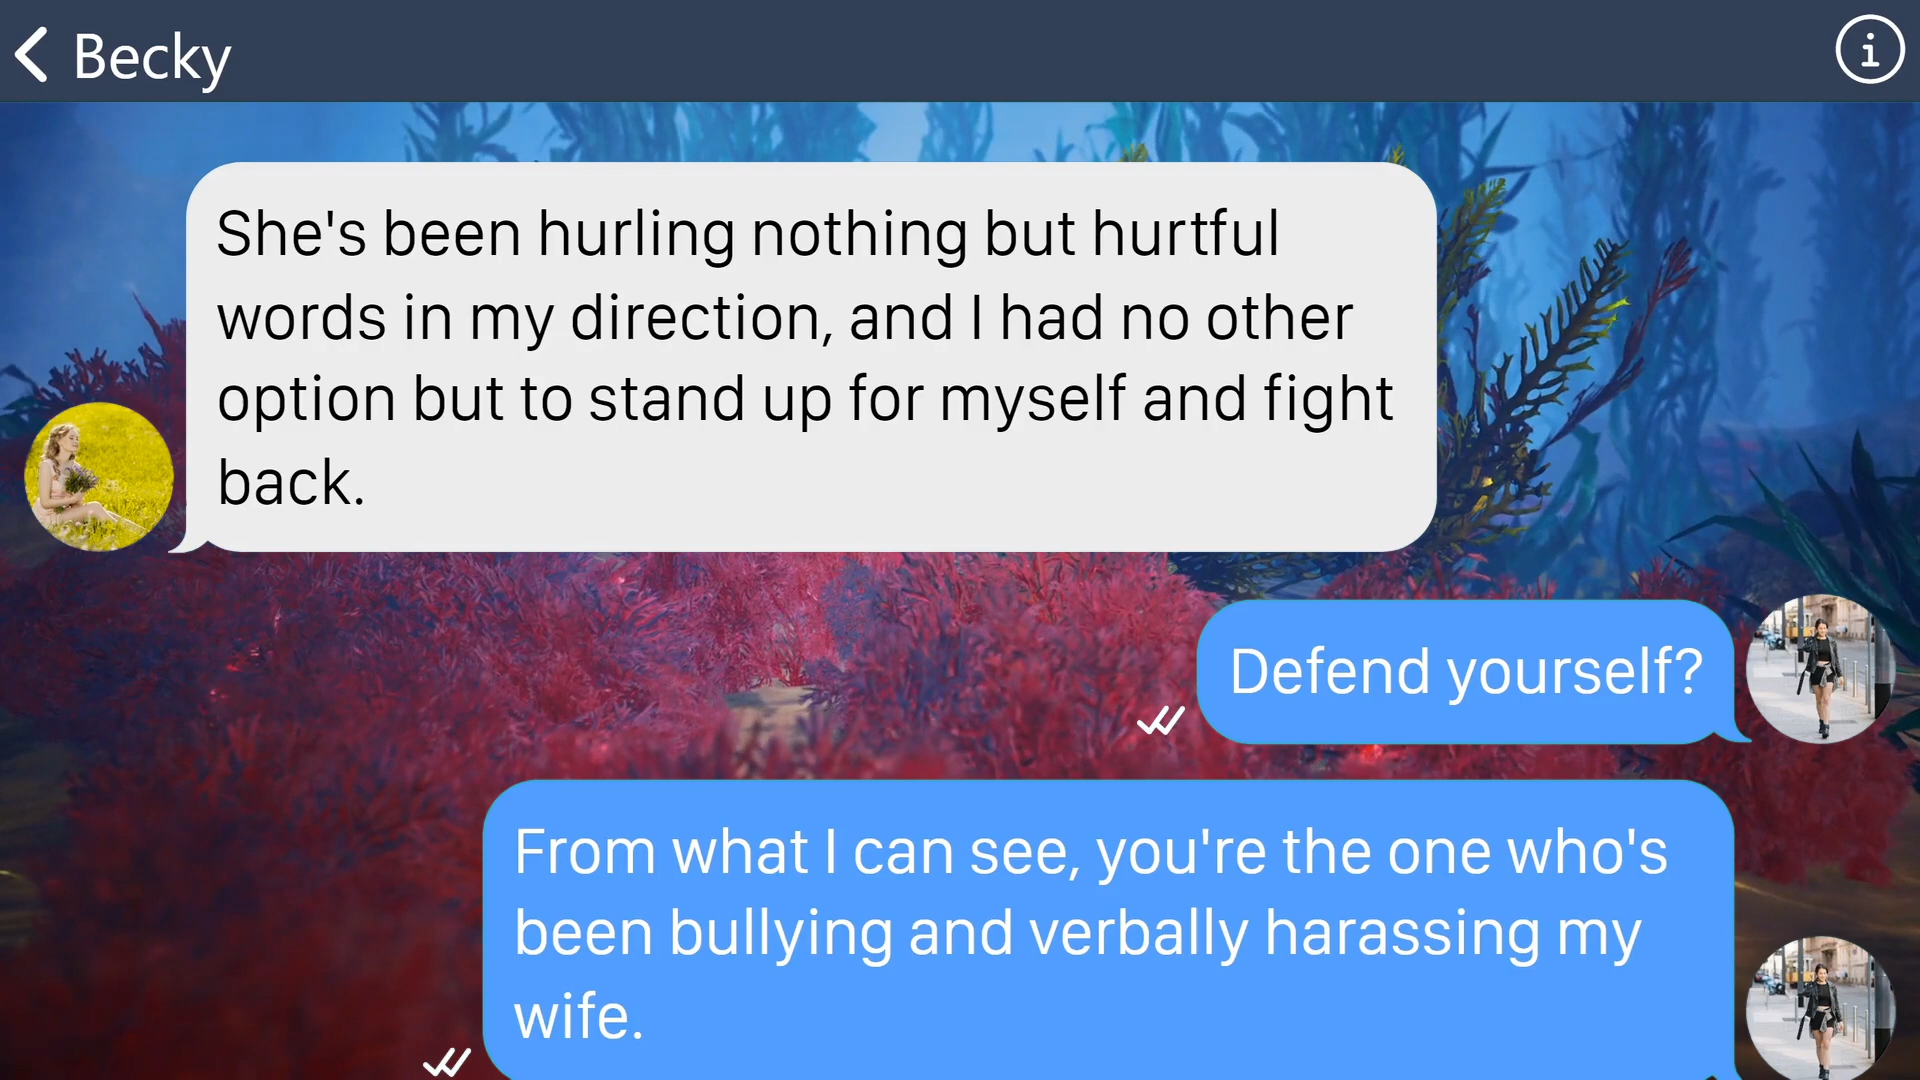 Becky
She's been hurling nothing but hurtful
words in my direction, and I had no other
option but to stand up for myself and fight
back.
Defend yourself?
From what I can see, you're the one who's
been bullying and verbally harassing my
wife.